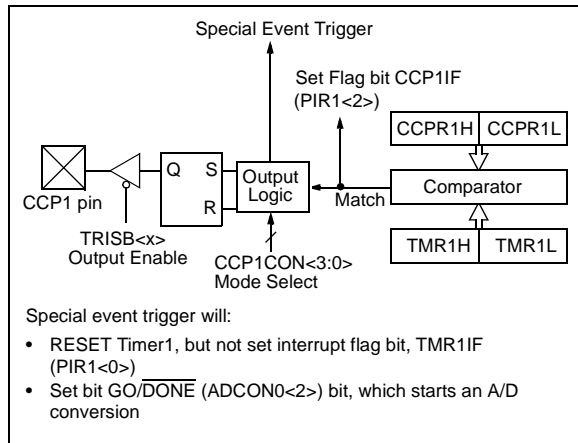 Special Event Trigger
Set Flag bit CCP1IF
(PIR1<2>)
CCPR1H CCPR1L
Q S Output
Logic
R
Match
Comparator
CCP1 pin
TRISB<x>
Output Enable
TMR1H TMR1L
CCP1CON<3:0>
Mode Select
Special event trigger will:
• RESET Timer1, but not set interrupt flag bit, TMR1IF
(PIR1<0>)
• Set bit GO/DONE (ADCON0<2>) bit, which starts an A/D
conversion